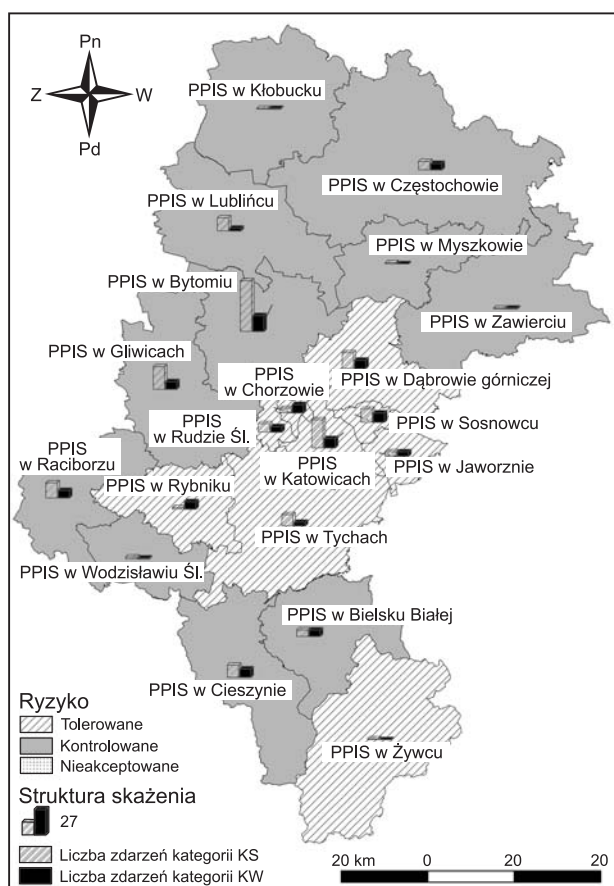 Pn
Z W
Pd
PPIS w Kłobucku
PPIS w Częstochowie
PPIS w Lublińcu
PPIS w Myszkowie
PPIS w Bytomiu
PPIS w Zawierciu
PPIS w Gliwicach
PPIS
w Chorzowie
PPIS w Dąbrowie górniczej
PPIS
w Rudzie Śl.
PPIS w Sosnowcu
PPIS
w Raciborzu
PPIS
w Katowicach
PPIS w Jaworznie
PPIS w Rybniku
PPIS w Tychach
PPIS w Wodzisławiu Śl.
PPIS w Bielsku Białej
PPIS w Cieszynie
PPIS w Żywcu
Ryzyko
Tolerowane
Kontrolowane
Nieakceptowane
Struktura skażenia
27
Liczba zdarzeń kategorii KS
Liczba zdarzeń kategorii KW
20 km 0 20 20